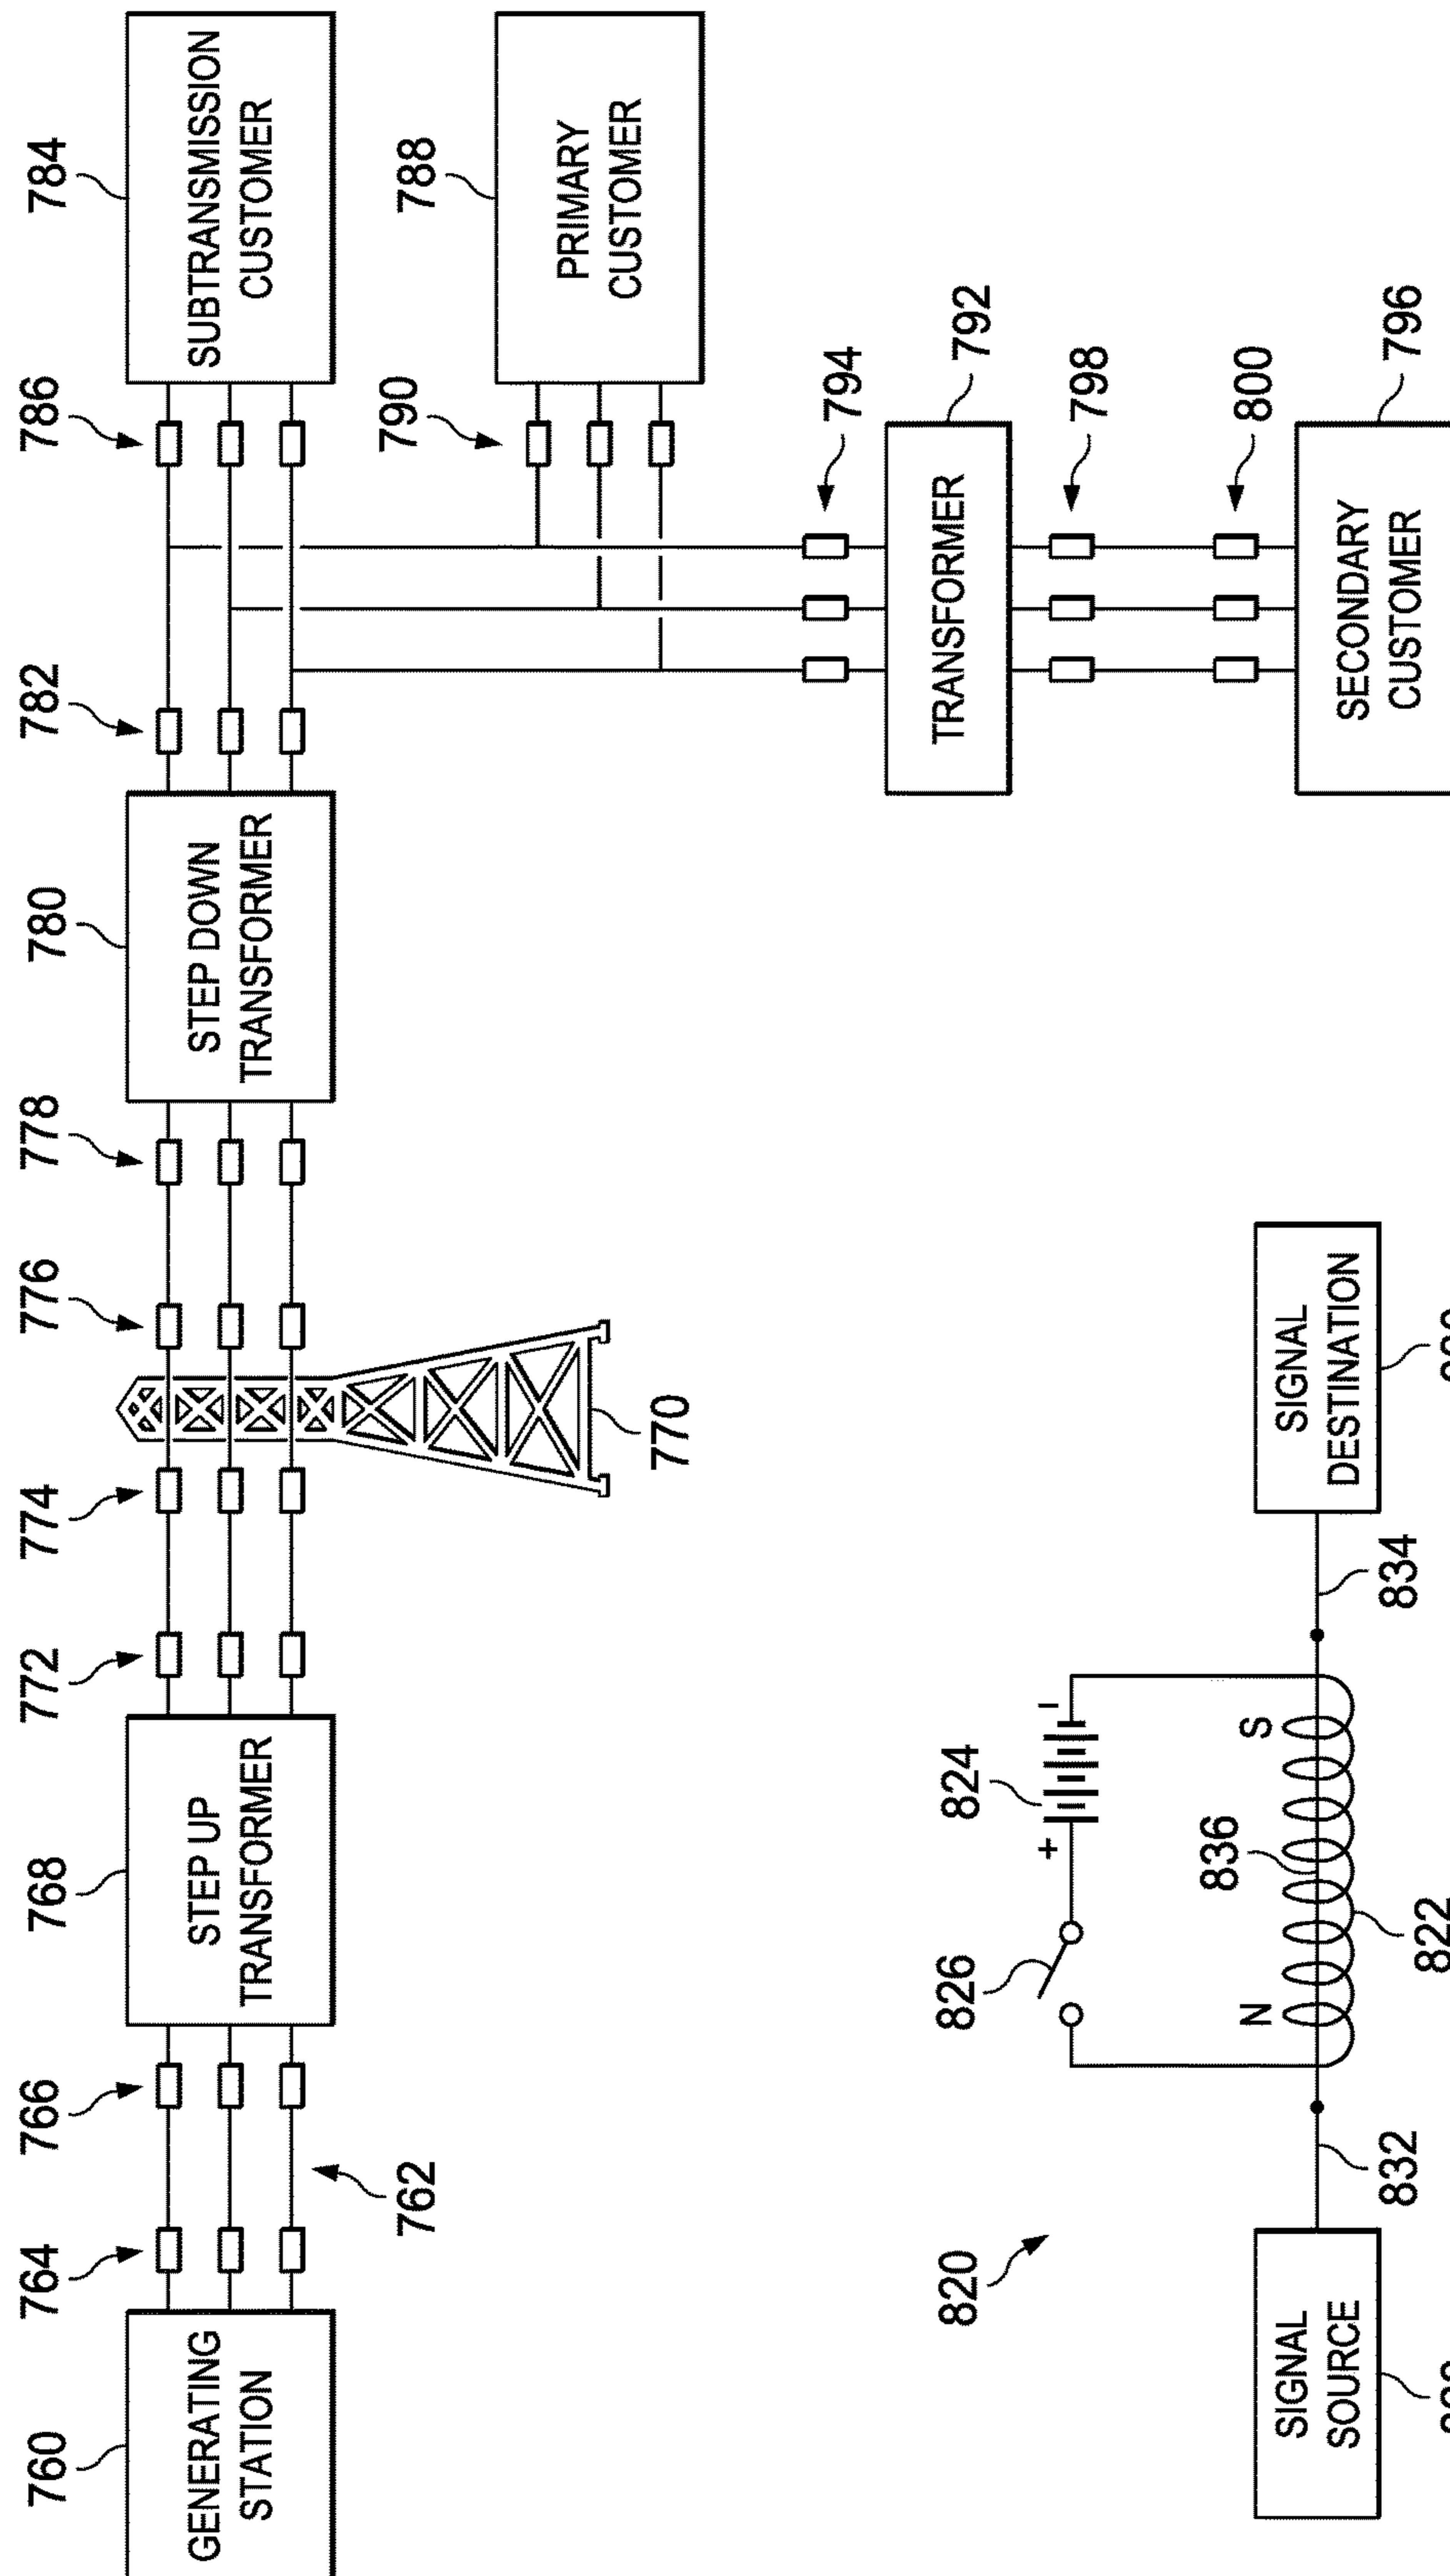 760
764
766
768
772
774
776
778
780
782
786
784
GENERATING
STATION
STEP UP
TRANSFORMER
STEP DOWN
TRANSFORMER
SUBTRANSMISSION
CUSTOMER
762
770
790
788
PRIMARY
CUSTOMER
794
792
TRANSFORMER
798
800
796
SECONDARY
CUSTOMER
820
826
824
+
-
836
N
S
822
832
834
SIGNAL
SOURCE
SIGNAL
DESTINATION